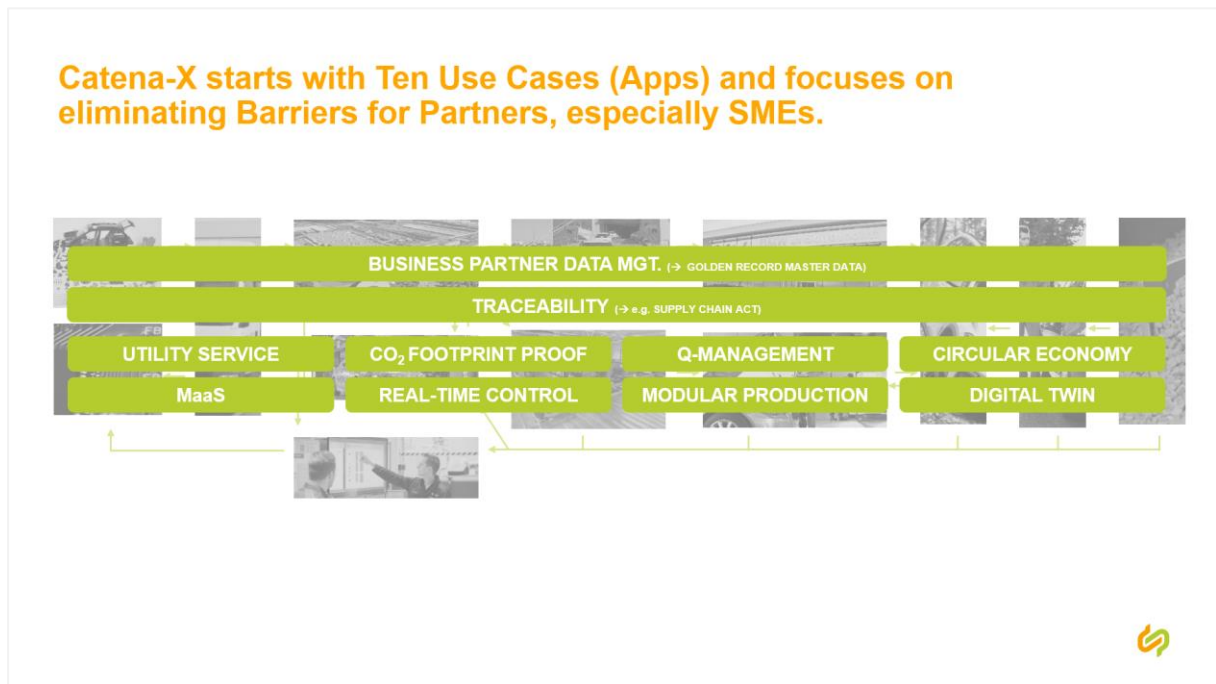 Catena-X starts with Ten Use Cases (Apps) and focuses on
eliminating Barriers for Partners, especially SMEs.
BUSINESS PARTNER DATA MGT. (→ GOLDEN RECORD MASTER DATA)
TRACEABILITY (→ e.g. SUPPLY CHAIN ACT)
UTILITY SERVICE
CO₂ FOOTPRINT PROOF
Q-MANAGEMENT
CIRCULAR ECONOMY
MaaS
REAL-TIME CONTROL
MODULAR PRODUCTION
DIGITAL TWIN